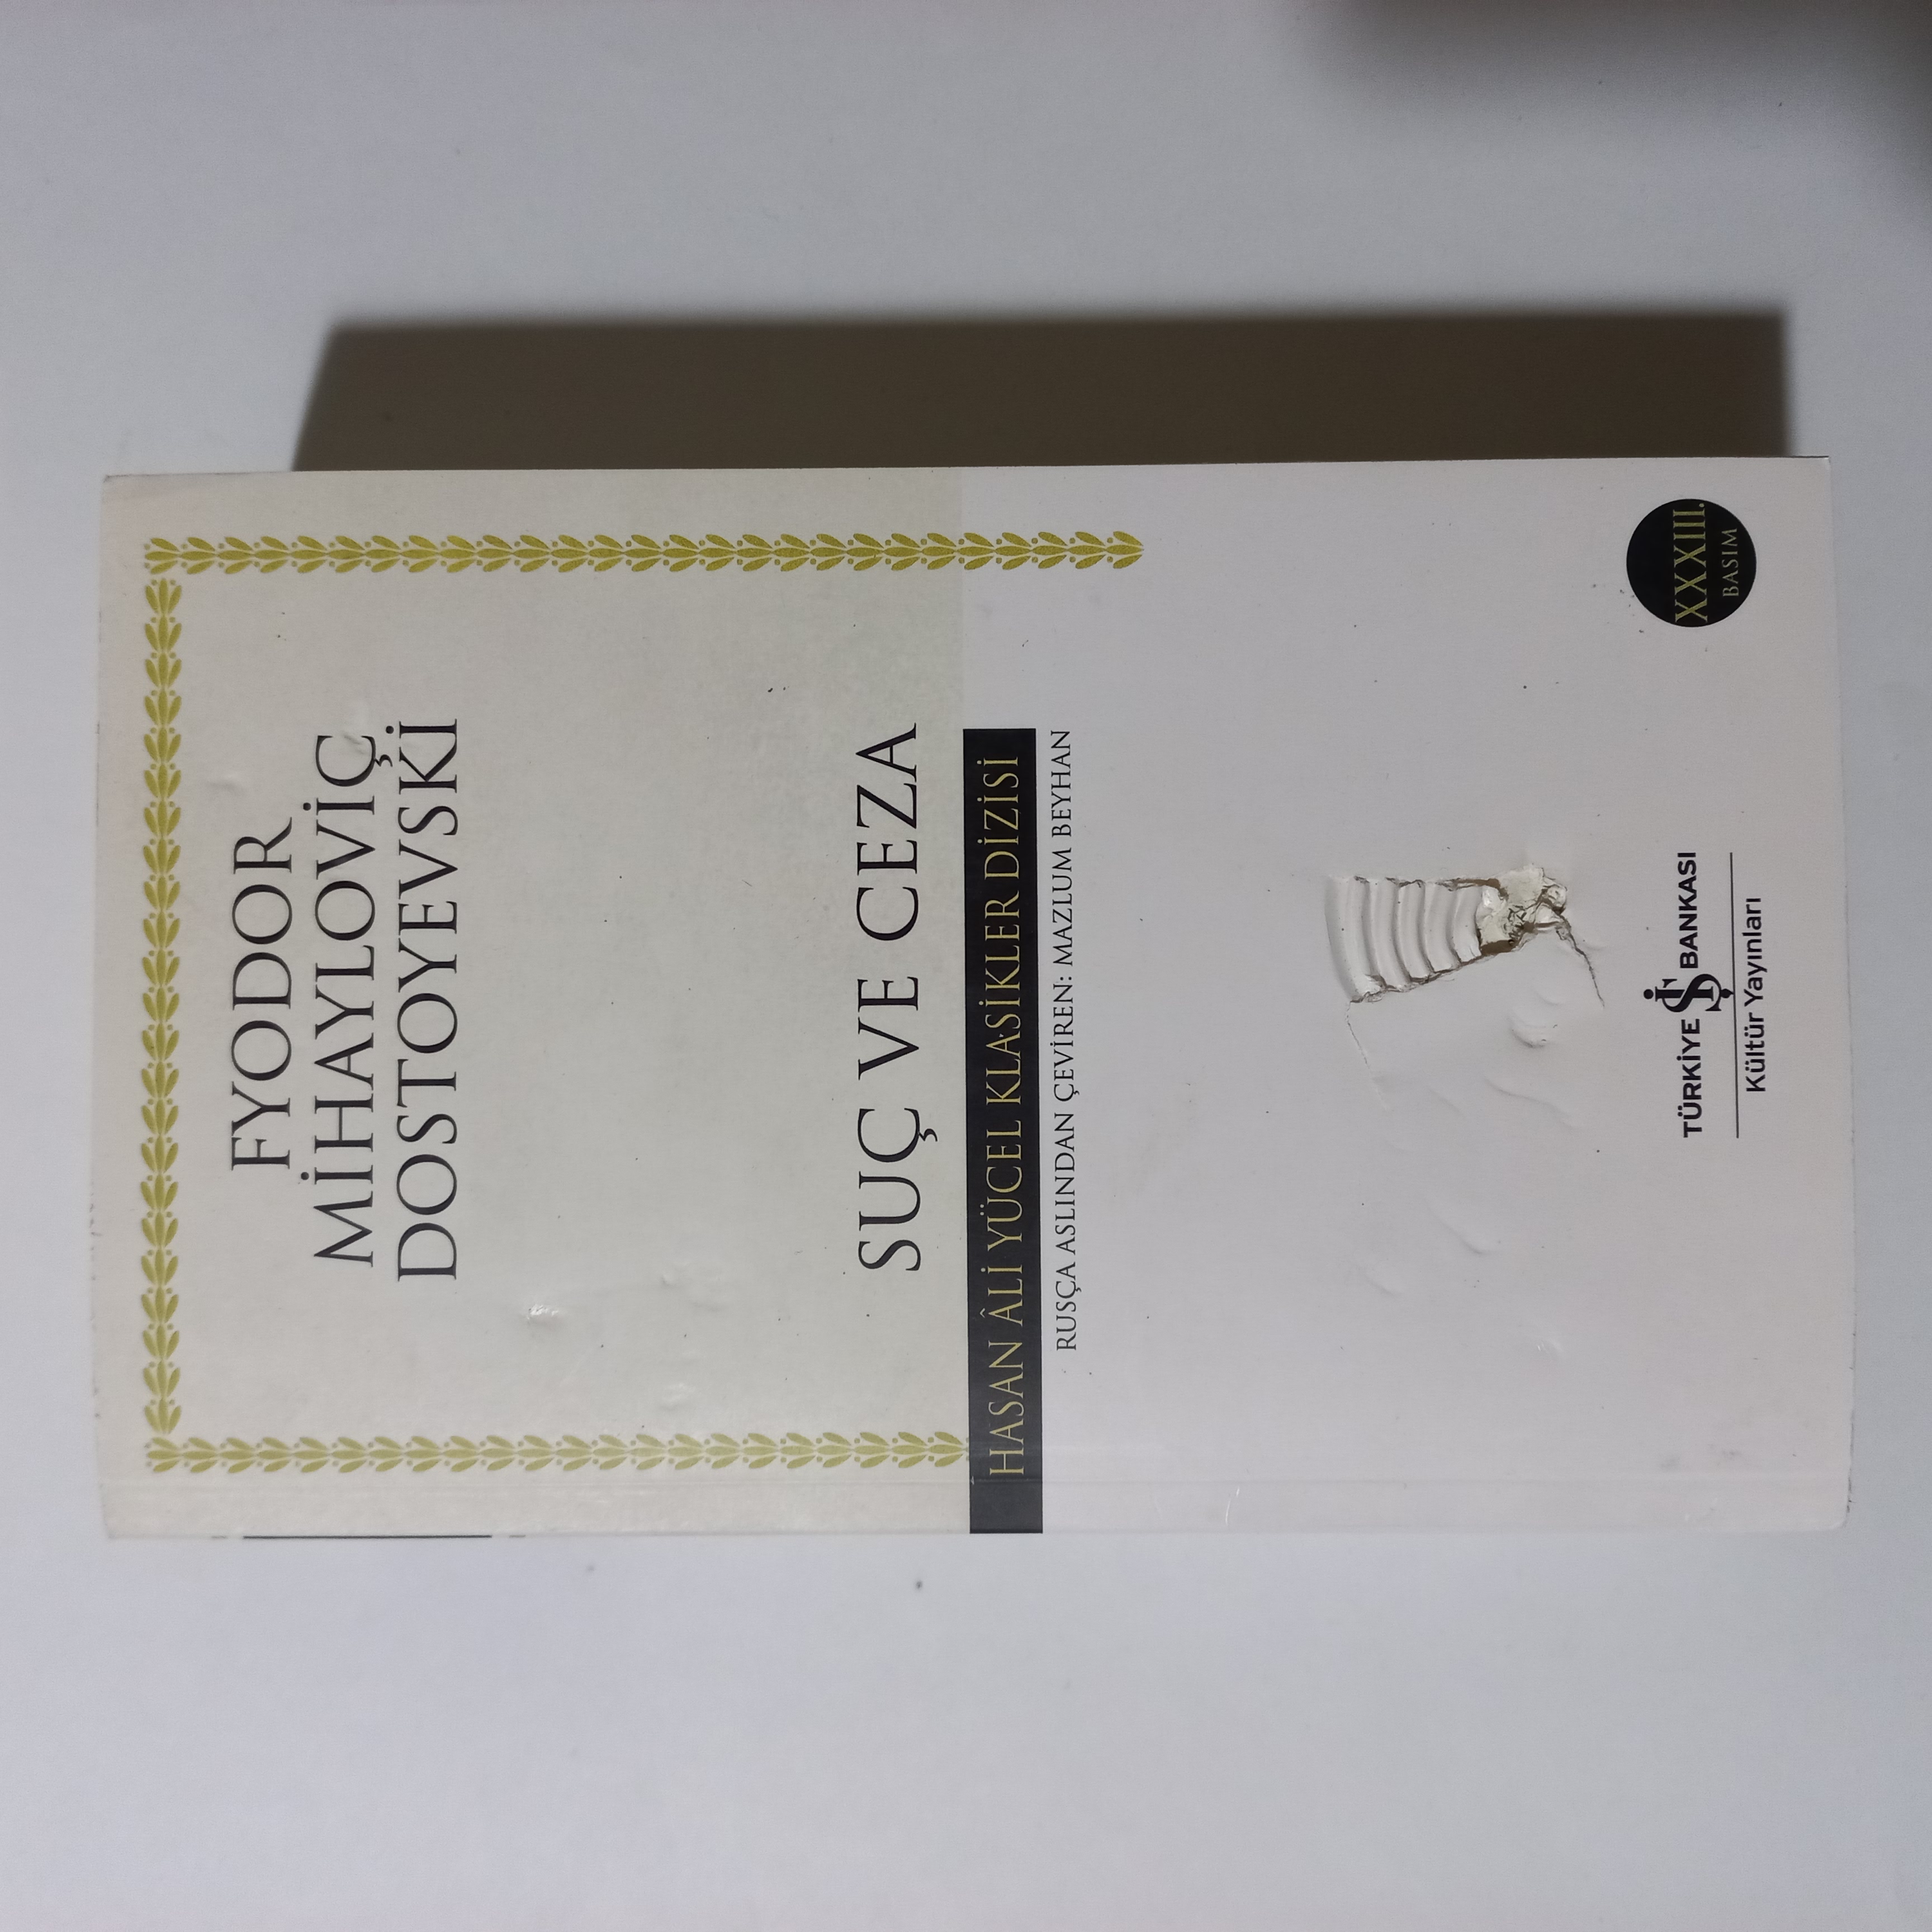 FYODOR
MİHAYLOVİÇ
DOSTOYEVSKİ
SUÇ VE CEZA
HASAN ÂLİ YÜCEL KLASİKLER DİZİSİ
RUSÇA ASLINDAN ÇEVİREN: MAZLUM BEYHAN
XXXIII.
BASIM
TÜRKİYE İŞ BANKASI
Kültür Yayınları